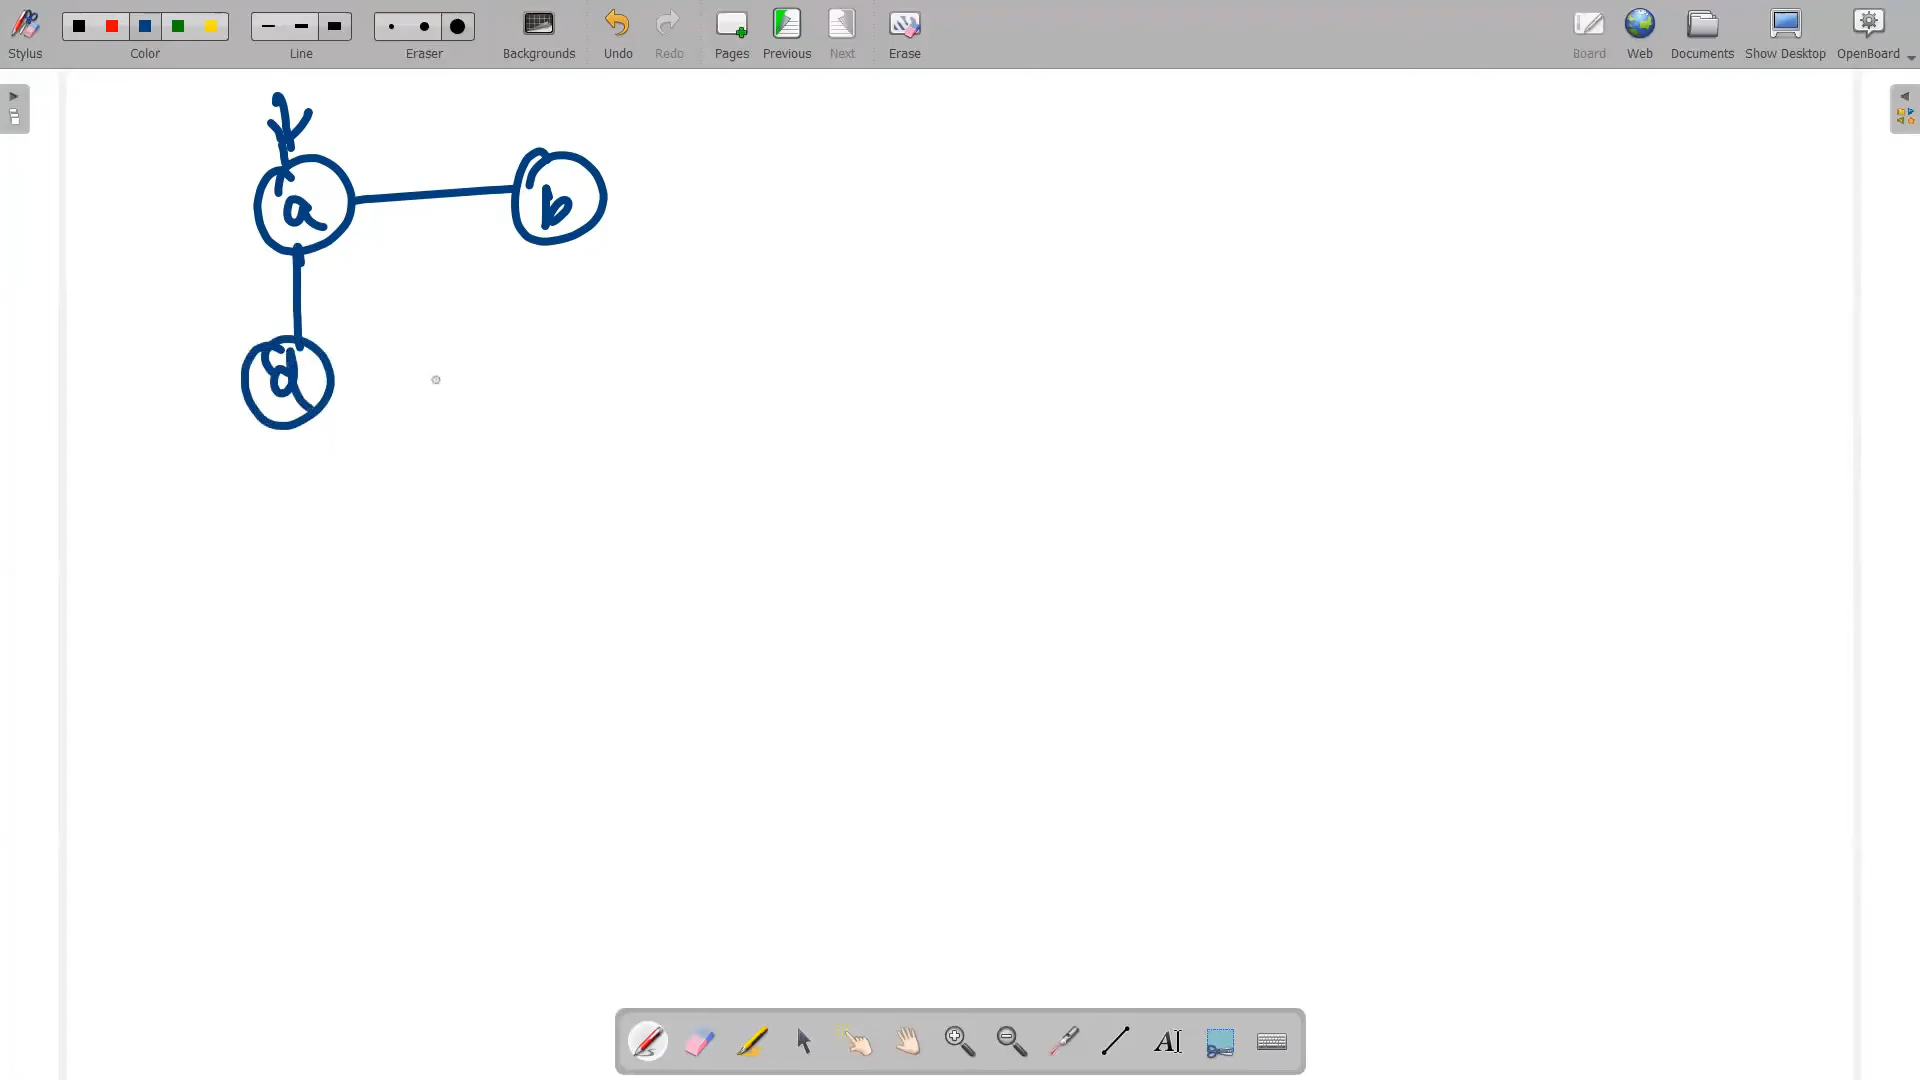 Stylus Color Line Eraser Backgrounds Undo Redo Pages Previous Next Erase Board Web Documents Show Desktop OpenBoard
a b
d
A